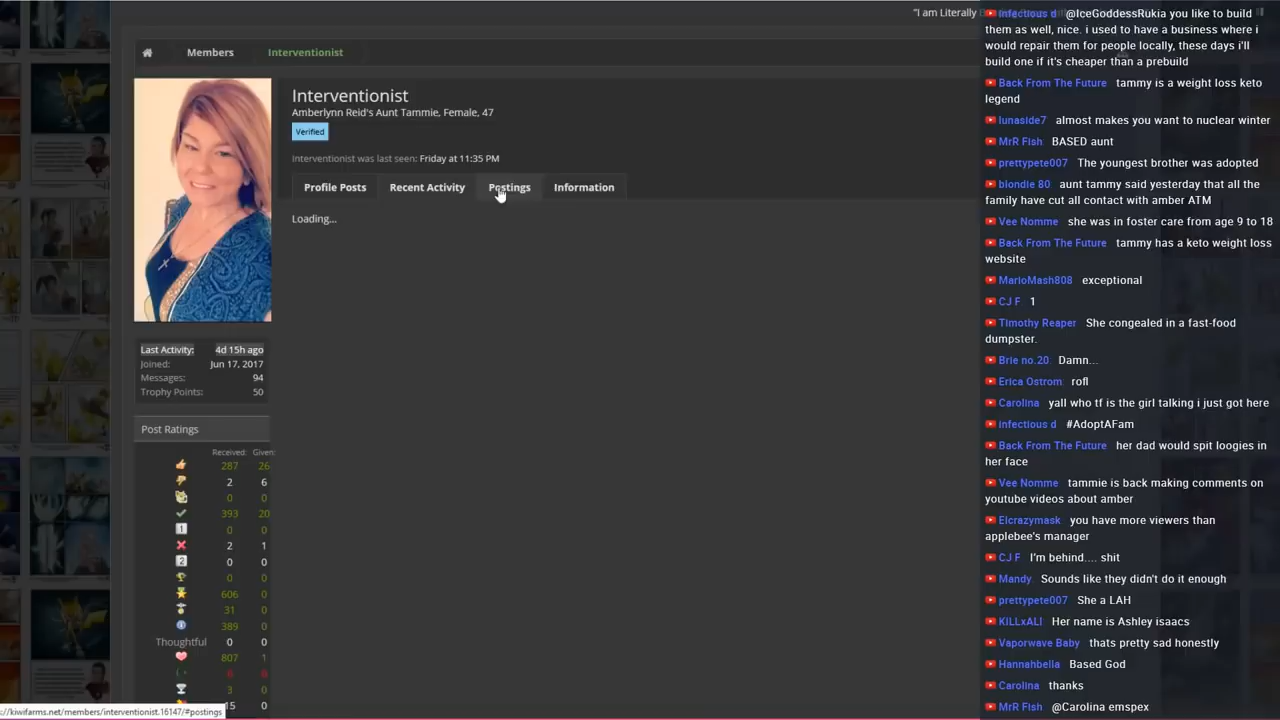 "I am Literally
Members
Interventionist
Interventionist
Amberlynn Reid's Aunt Tammie, Female, 47
Verified
Interventionist was last seen: Friday at 11:35 PM
Profile Posts
Recent Activity
Postings
Information
Loading...
Last Activity: 4d 15h ago
Joined: Jun 17, 2017
Messages: 94
Trophy Points: 50
Post Ratings
Received: Given:
287 26
2 6
0 0
393 20
1 0 0
2 1
2 0 0
0 0
606 0
31 0
389 0
Thoughtful 0 0
807 1
0 0
3 0
15 0
://kiwifarms.net/members/interventionist.16147/#postings
infectious d @IceGoddessRukia you like to build
them as well, nice. i used to have a business where i
would repair them for people locally, these days i'll
build one if it's cheaper than a prebuild
Back From The Future tammy is a weight loss keto
legend
lunaside7 almost makes you want to nuclear winter
MrR FIsh BASED aunt
prettypete007 The youngest brother was adopted
blondie 80 aunt tammy said yesterday that all the
family have cut all contact with amber ATM
Vee Nomme she was in foster care from age 9 to 18
Back From The Future tammy has a keto weight loss
website
MarioMash808 exceptional
CJ F 1
Timothy Reaper She congealed in a fast-food
dumpster.
Brie no.20 Damn...
Erica Ostrom rofl
Carolina yall who tf is the girl talking i just got here
infectious d #AdoptAFam
Back From The Future her dad would spit loogies in
her face
Vee Nomme tammie is back making comments on
youtube videos about amber
Elcrazymask you have more viewers than
applebee's manager
CJ F I'm behind.... shit
Mandy Sounds like they didn't do it enough
prettypete007 She a LAH
KILLxALI Her name is Ashley isaacs
Vaporwave Baby thats pretty sad honestly
Hannahbella Based God
Carolina thanks
MrR FIsh @Carolina emspex